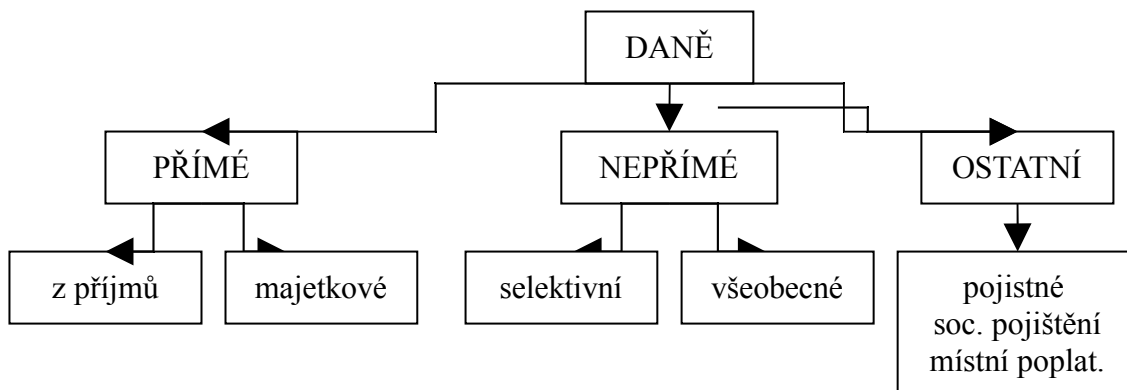 DANĚ
PŘÍMÉ
NEPŘÍMÉ
OSTATNÍ
z příjmů
majetkové
selektivní
všeobecné
pojistné
soc. pojištění
místní poplat.